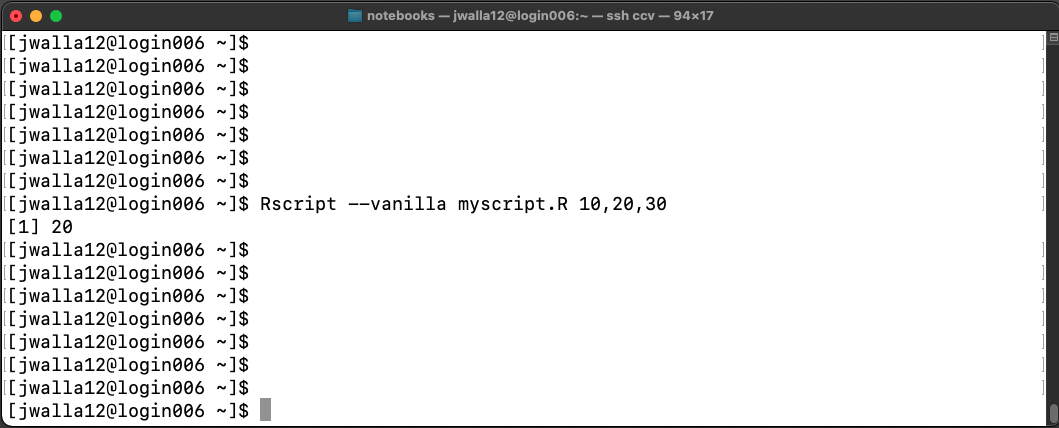 notebooks — jwalla12@login006:~ — ssh ccv — 94×17
[jwalla12@login006 ~]$
[jwalla12@login006 ~]$
[jwalla12@login006 ~]$
[jwalla12@login006 ~]$
[jwalla12@login006 ~]$
[jwalla12@login006 ~]$
[jwalla12@login006 ~]$
[jwalla12@login006 ~]$ Rscript --vanilla myscript.R 10,20,30
[1] 20
[jwalla12@login006 ~]$
[jwalla12@login006 ~]$
[jwalla12@login006 ~]$
[jwalla12@login006 ~]$
[jwalla12@login006 ~]$
[jwalla12@login006 ~]$
[jwalla12@login006 ~]$
[jwalla12@login006 ~]$